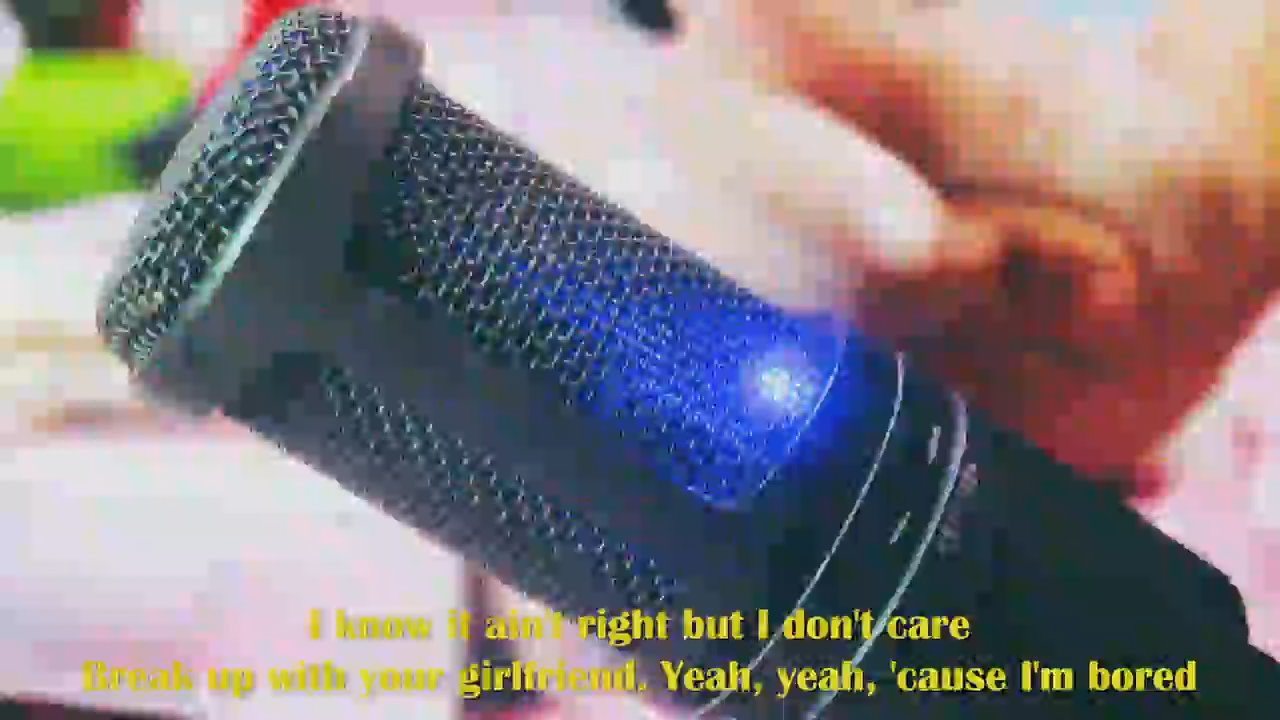 I know it ain't right but I don't care
Break up with your girlfriend. Yeah, yeah, 'cause I'm bored